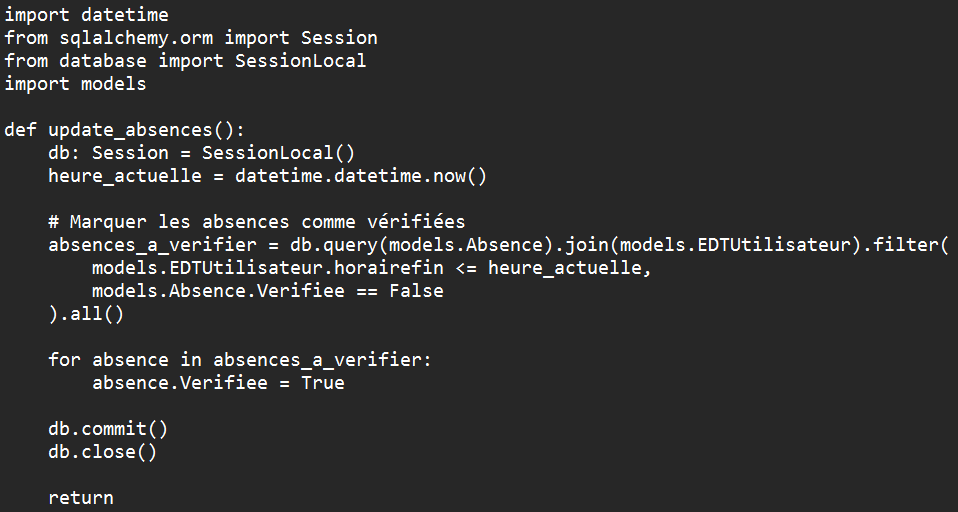 import datetime
from sqlalchemy.orm import Session
from database import SessionLocal
import models

def update_absences():
    db: Session = SessionLocal()
    heure_actuelle = datetime.datetime.now()

    # Marquer les absences comme vérifiées
    absences_a_verifier = db.query(models.Absence).join(models.EDTUtilisateur).filter(
        models.EDTUtilisateur.horairefin <= heure_actuelle,
        models.Absence.Verifiee == False
    ).all()

    for absence in absences_a_verifier:
        absence.Verifiee = True

    db.commit()
    db.close()

    return